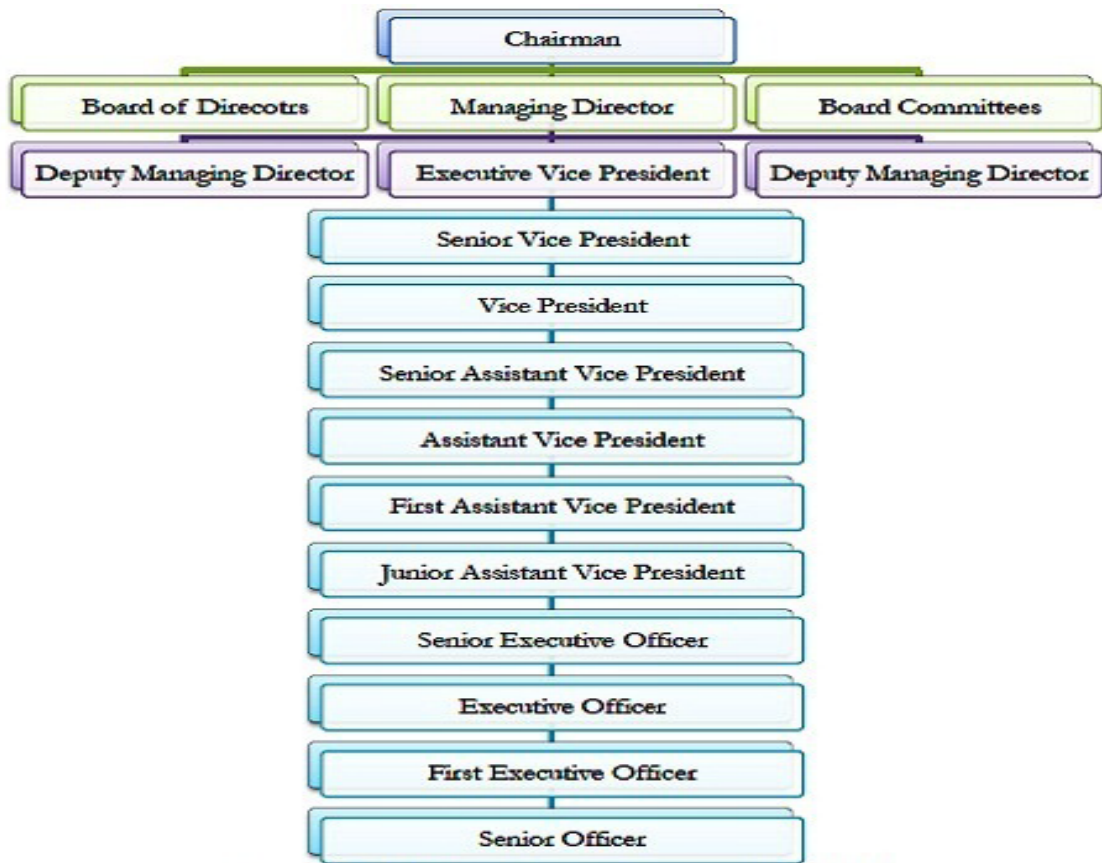 Chairman
Board of Direcotrs
Managing Director
Board Committees
Deputy Managing Director
Executive Vice President
Deputy Managing Director
Senior Vice President
Vice President
Senior Assistant Vice President
Assistant Vice President
First Assistant Vice President
Junior Assistant Vice President
Senior Executive Officer
Executive Officer
First Executive Officer
Senior Officer